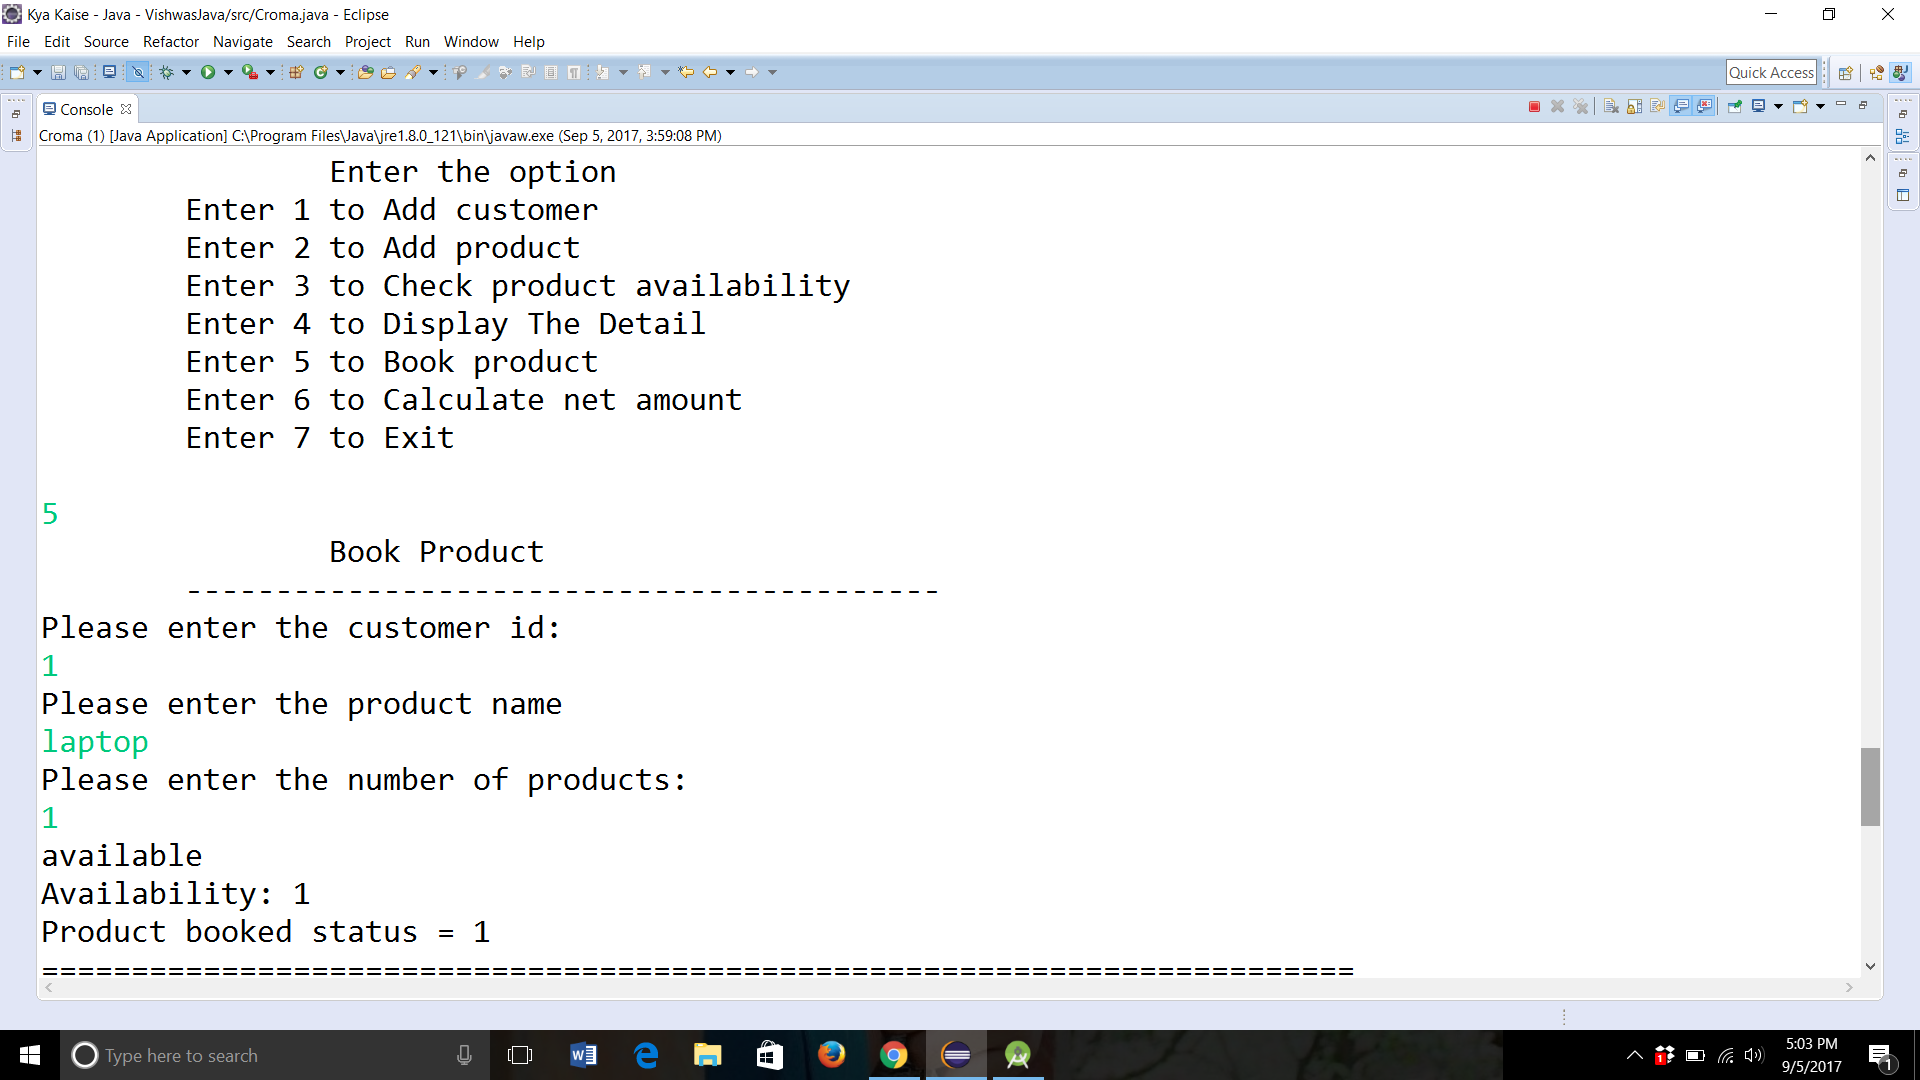 Kya Kaise - Java - VishwasJava/src/Croma.java - Eclipse
File Edit Source Refactor Navigate Search Project Run Window Help
Quick Access
Console
Croma (1) [Java Application] C:\Program Files\Java\jre1.8.0_121\bin\javaw.exe (Sep 5, 2017, 3:59:08 PM)
Enter the option
Enter 1 to Add customer
Enter 2 to Add product
Enter 3 to Check product availability
Enter 4 to Display The Detail
Enter 5 to Book product
Enter 6 to Calculate net amount
Enter 7 to Exit
5
Book Product
------------------------------------------
Please enter the customer id:
1
Please enter the product name
laptop
Please enter the number of products:
1
available
Availability: 1
Product booked status = 1
=========================================================================
Type here to search
5:03 PM
9/5/2017
1
1